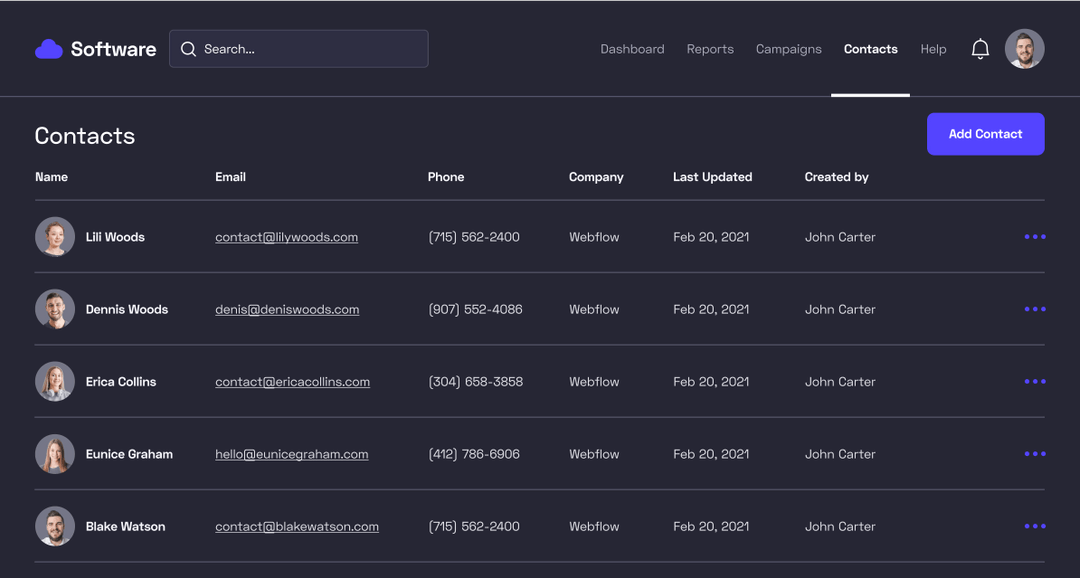 Software Search... Dashboard Reports Campaigns Contacts Help
Contacts Add Contact
Name Email Phone Company Last Updated Created by
Lili Woods contact@lilywoods.com (715) 562-2400 Webflow Feb 20, 2021 John Carter
Dennis Woods denis@deniswoods.com (907) 552-4086 Webflow Feb 20, 2021 John Carter
Erica Collins contact@ericacollins.com (304) 658-3858 Webflow Feb 20, 2021 John Carter
Eunice Graham hello@eunicegraham.com (412) 786-6906 Webflow Feb 20, 2021 John Carter
Blake Watson contact@blakewatson.com (715) 562-2400 Webflow Feb 20, 2021 John Carter